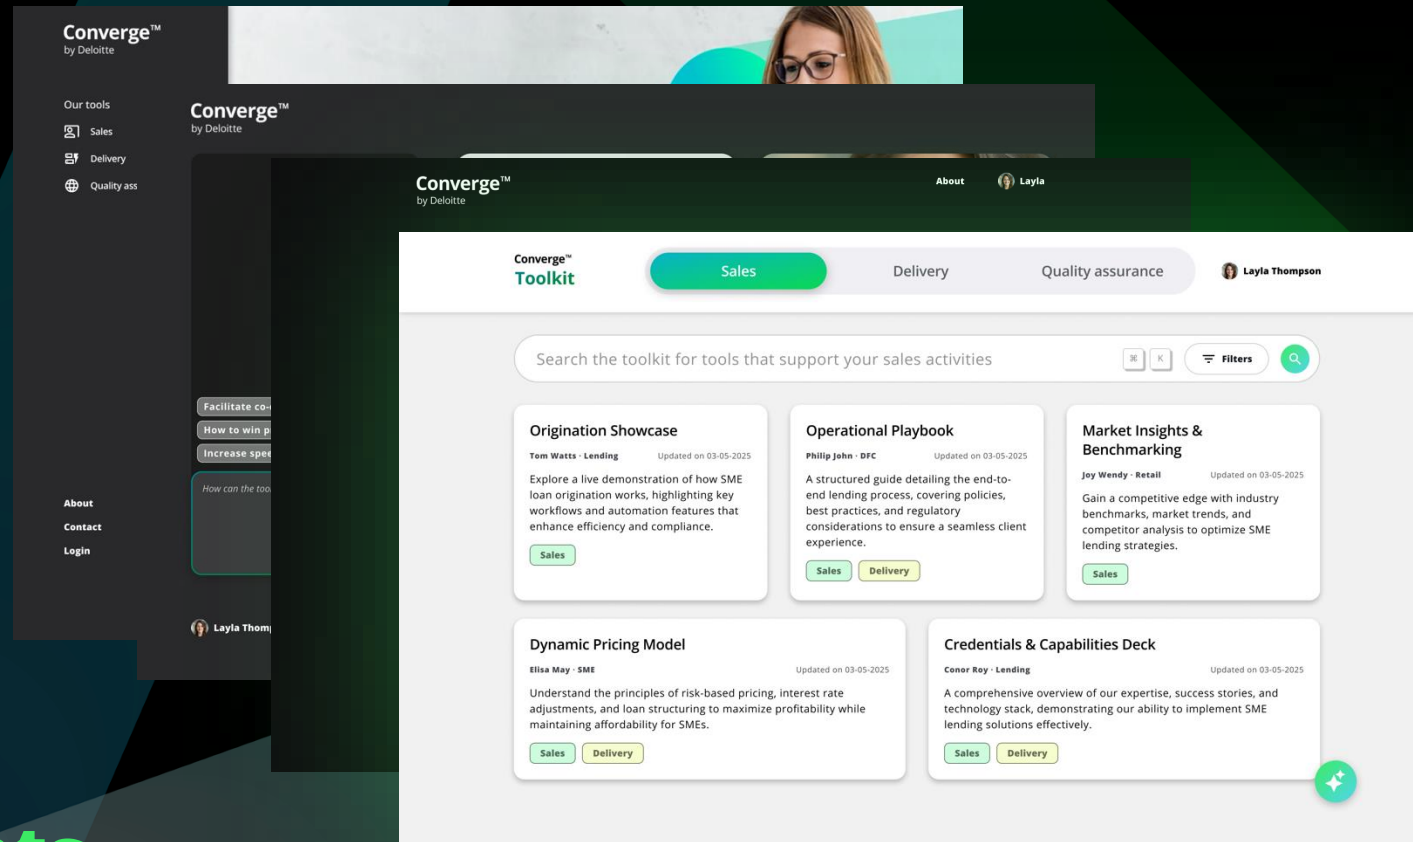 Converge™
by Deloitte
Our tools
Sales
Delivery
Quality ass
About
Contact
Login
Converge™
by Deloitte
Facilitate co-
How to win p
Increase spee
How can the too
Layla Thom
Converge™
by Deloitte
About
Layla
Converge™
Toolkit
Sales
Delivery
Quality assurance
Layla Thompson
Search the toolkit for tools that support your sales activities
⌘
K
Filters
Origination Showcase
Tom Watts · Lending
Updated on 03-05-2025
Explore a live demonstration of how SME
loan origination works, highlighting key
workflows and automation features that
enhance efficiency and compliance.
Sales
Operational Playbook
Philip John · DFC
Updated on 03-05-2025
A structured guide detailing the end-to-
end lending process, covering policies,
best practices, and regulatory
considerations to ensure a seamless client
experience.
Sales
Delivery
Market Insights &
Benchmarking
Joy Wendy · Retail
Updated on 03-05-2025
Gain a competitive edge with industry
benchmarks, market trends, and
competitor analysis to optimize SME
lending strategies.
Sales
Dynamic Pricing Model
Elisa May · SME
Updated on 03-05-2025
Understand the principles of risk-based pricing, interest rate
adjustments, and loan structuring to maximize profitability while
maintaining affordability for SMEs.
Sales
Delivery
Credentials & Capabilities Deck
Conor Roy · Lending
Updated on 03-05-2025
A comprehensive overview of our expertise, success stories, and
technology stack, demonstrating our ability to implement SME
lending solutions effectively.
Sales
Delivery